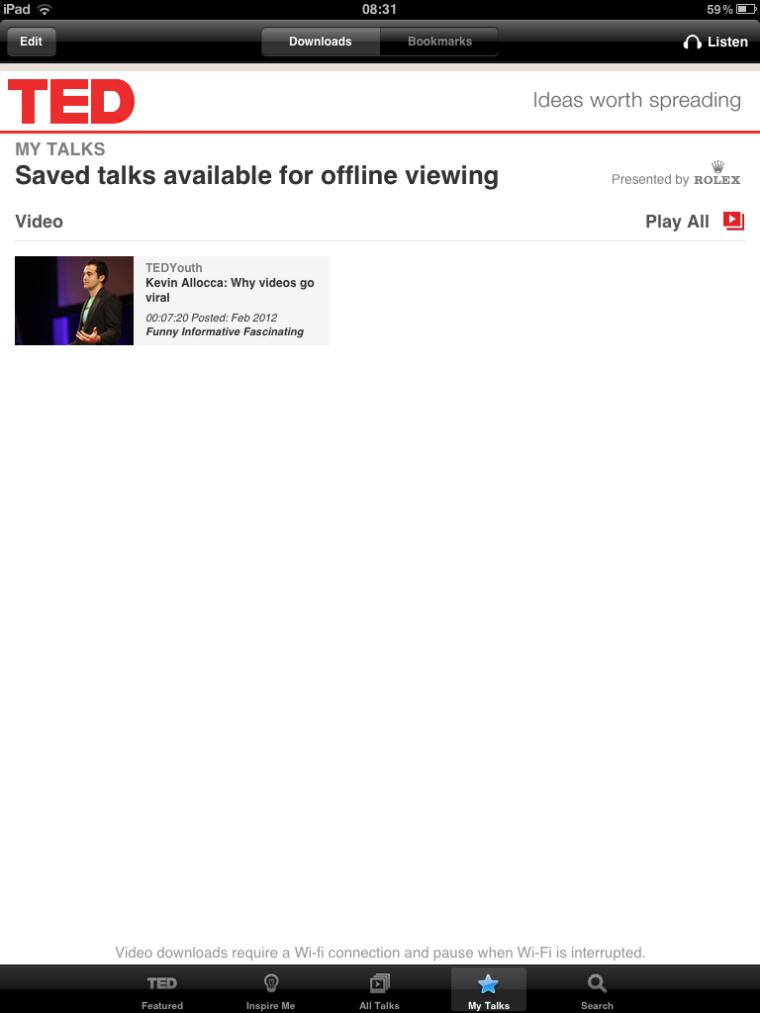 iPad 08:31 59%
Edit Downloads Bookmarks Listen
TED Ideas worth spreading
MY TALKS
Saved talks available for offline viewing
Presented by ROLEX
Video Play All
TEDYouth
Kevin Allocca: Why videos go
viral
00:07:20 Posted: Feb 2012
Funny Informative Fascinating
Video downloads require a Wi-fi connection and pause when Wi-Fi is interrupted.
TED
Featured Inspire Me All Talks My Talks Search